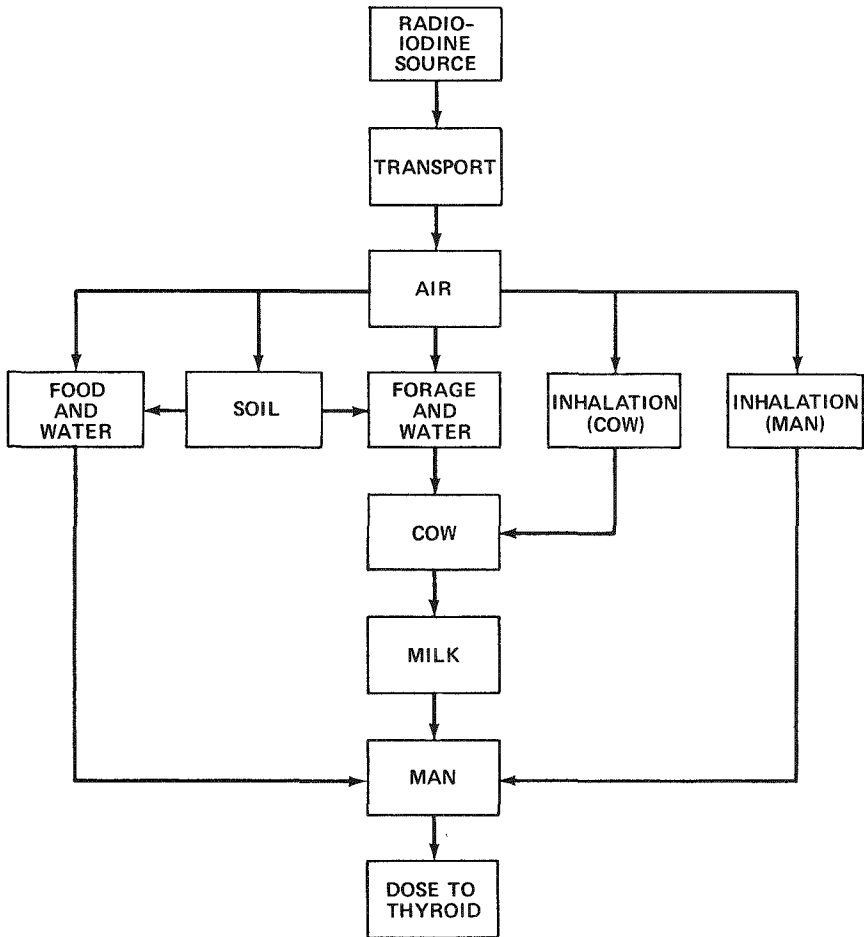 RADIO-
IODINE
SOURCE
TRANSPORT
AIR
FOOD
AND
WATER
SOIL
FORAGE
AND
WATER
INHALATION
(COW)
INHALATION
(MAN)
COW
MILK
MAN
DOSE TO
THYROID